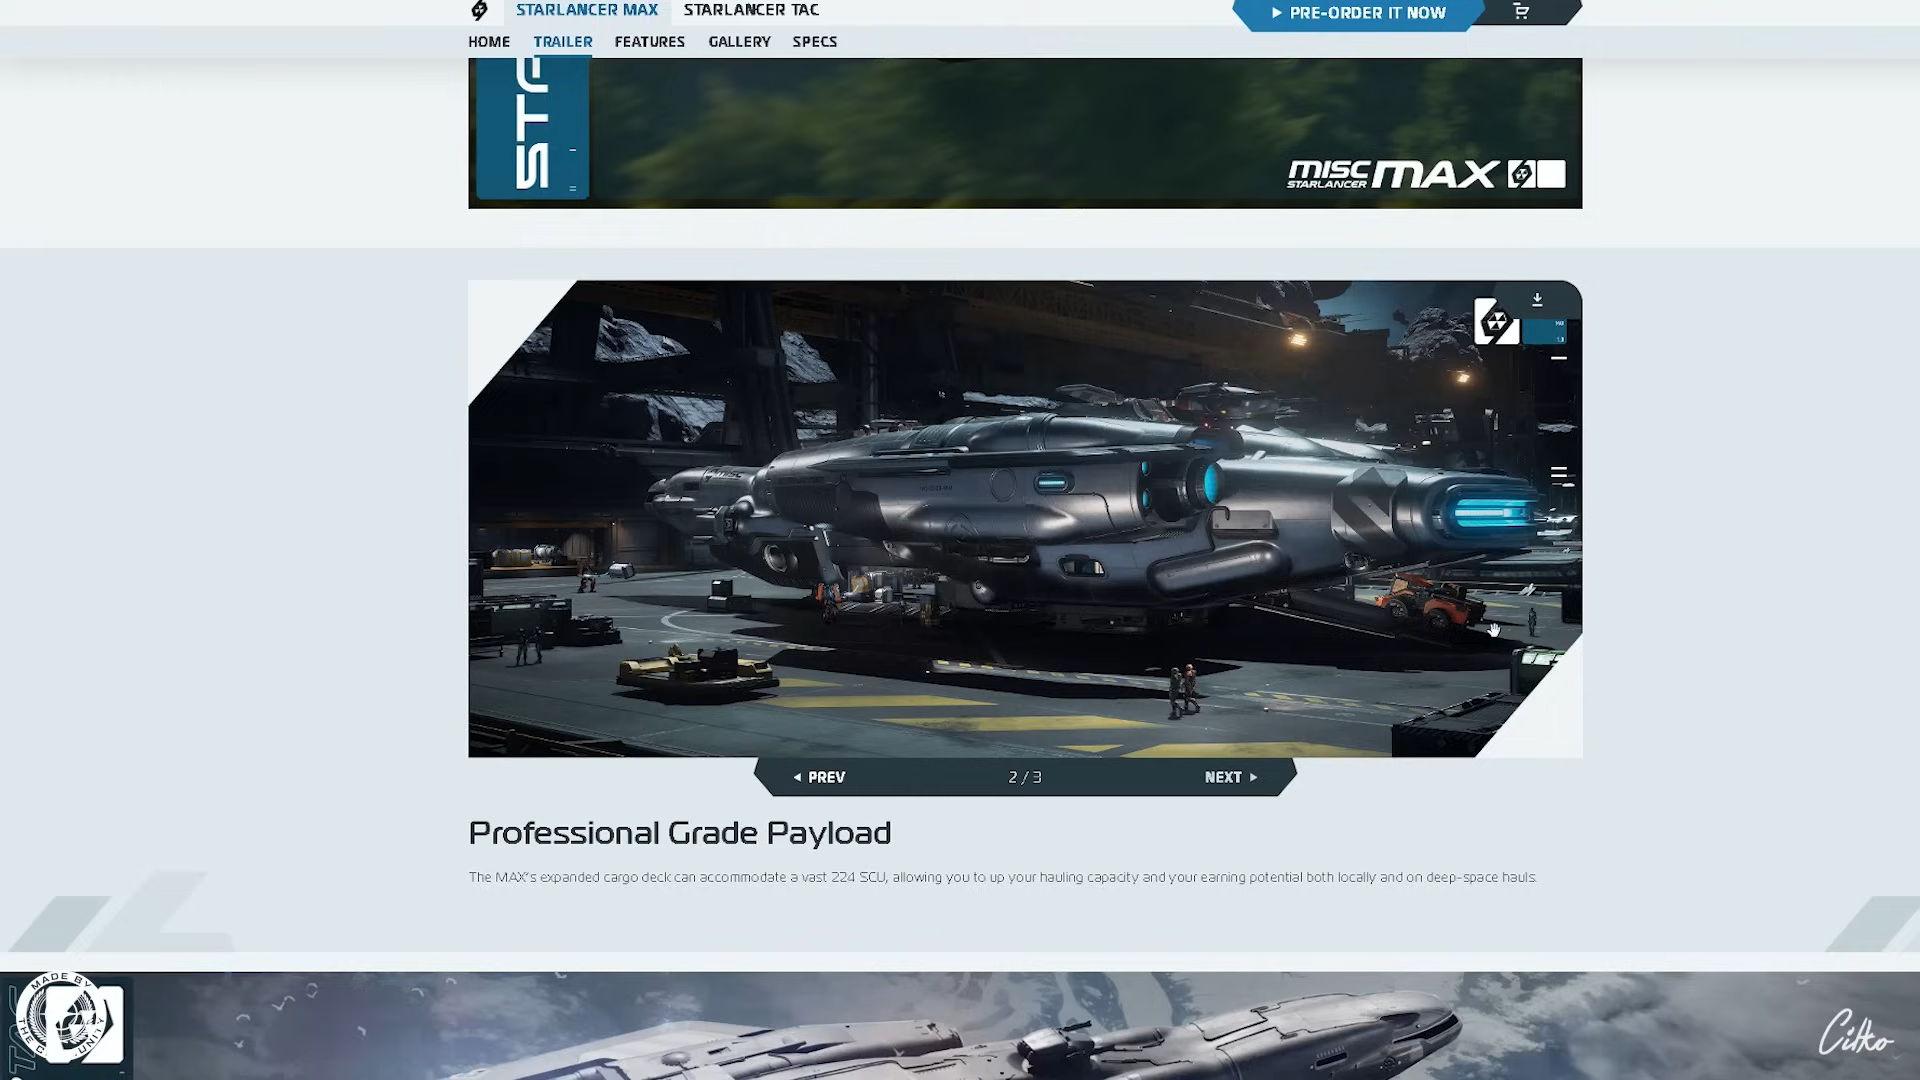 STARLANCER MAX STARLANCER TAC
▶ PRE-ORDER IT NOW
HOME TRAILER FEATURES GALLERY SPECS
STA
MISC
STARLANCER
MAX
◀ PREV 2 / 3 NEXT ▶
Professional Grade Payload
The MAX's expanded cargo deck can accommodate a vast 224 SCU, allowing you to up your hauling capacity and your earning potential both locally and on deep-space hauls.
MADE BY
Cilko